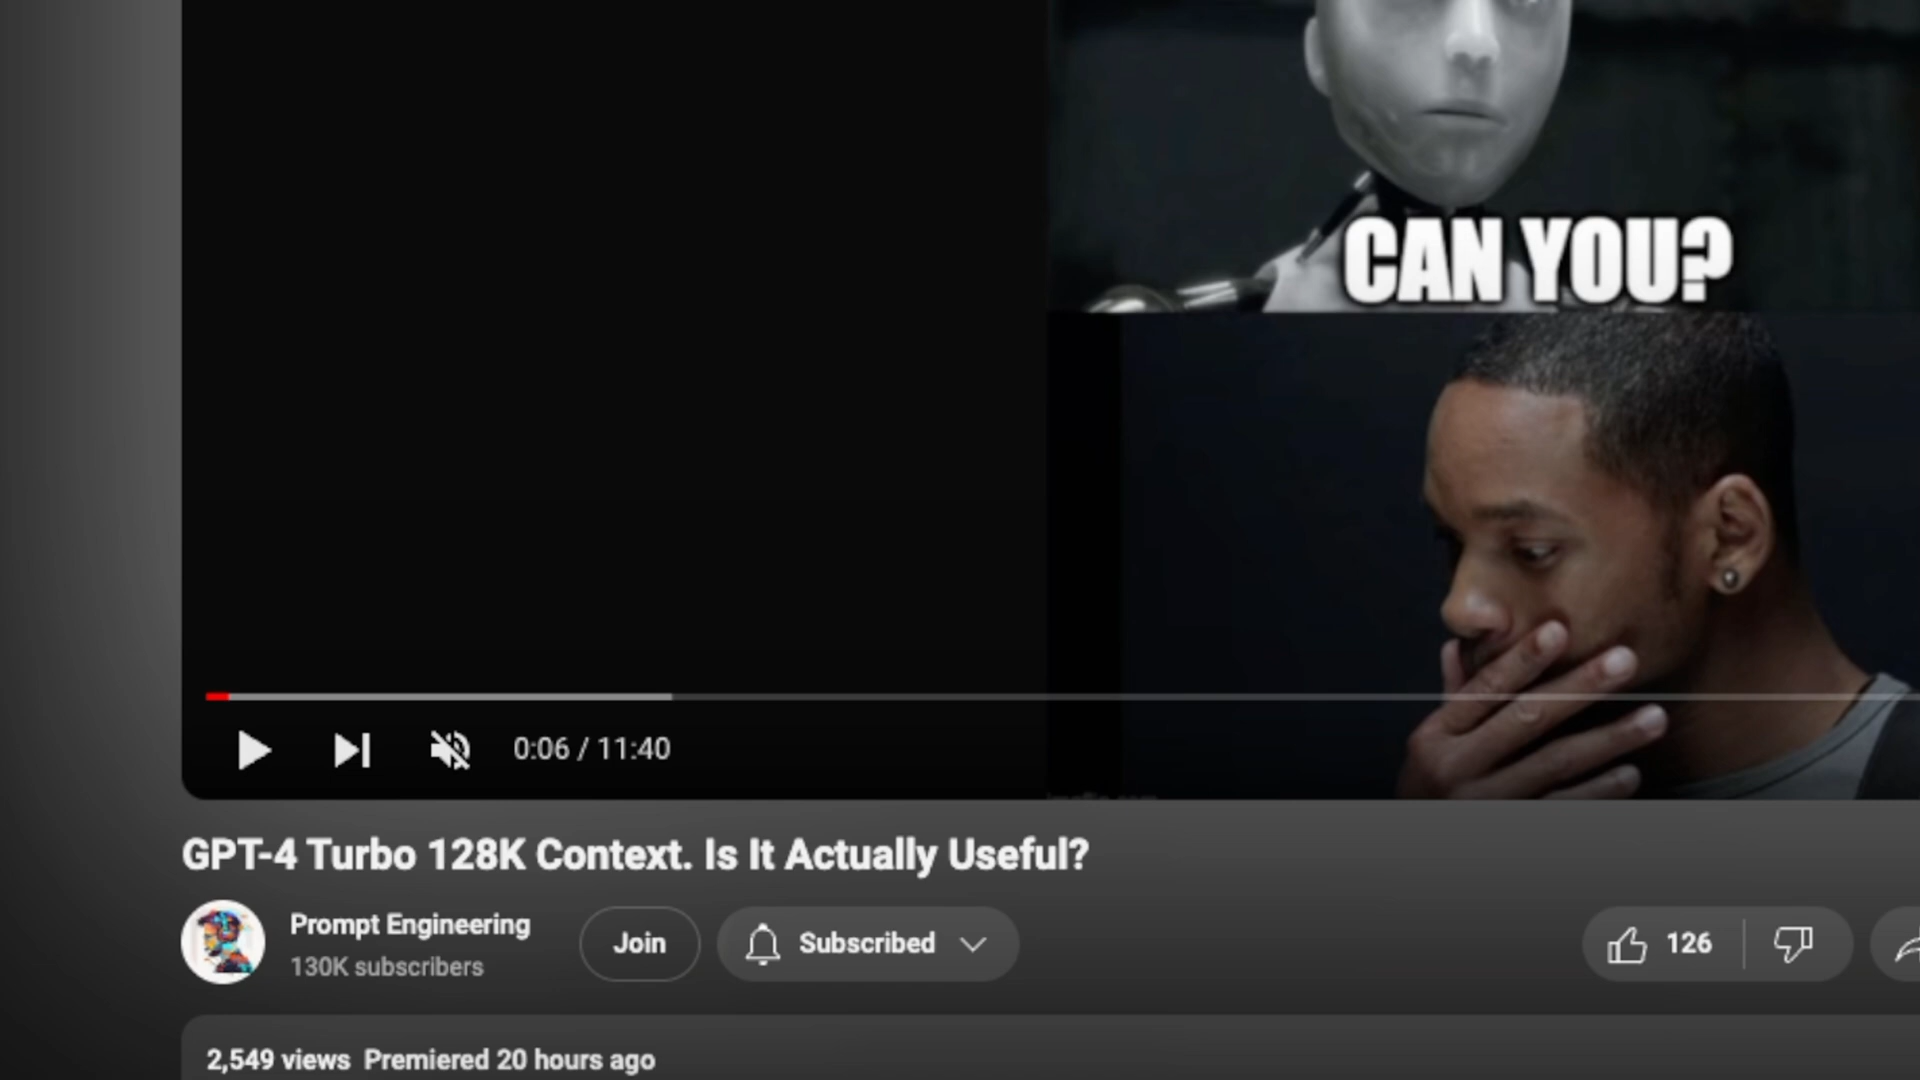 CAN YOU?
0:06 / 11:40
GPT-4 Turbo 128K Context. Is It Actually Useful?
Prompt Engineering
130K subscribers
Join
Subscribed
126
2,549 views Premiered 20 hours ago